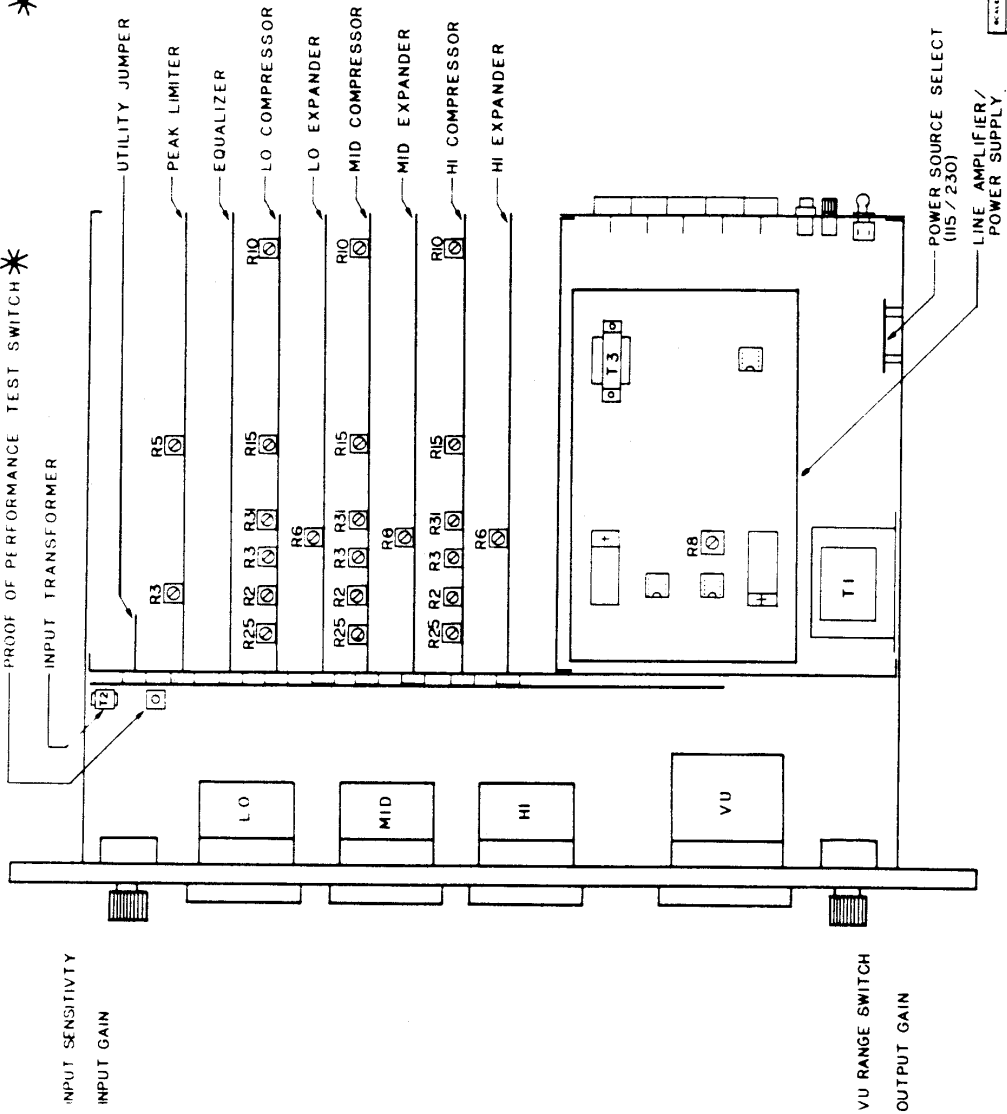 PROOF OF PERFORMANCE TEST SWITCH
INPUT TRANSFORMER
UTILITY JUMPER
PEAK LIMITER
EQUALIZER
LO COMPRESSOR
LO EXPANDER
MID COMPRESSOR
MID EXPANDER
HI COMPRESSOR
HI EXPANDER
POWER SOURCE SELECT
(115 / 230)
LINE AMPLIFIER/
POWER SUPPLY
T2
R3
R5
R25 R2 R3 R31 R15 R10
R6
R25 R2 R3 R31 R15 R10
R6
R25 R2 R3 R31 R15 R10
R6
T3
R8
T1
+
+
LO
MID
HI
VU
NPUT SENSITIVTY
INPUT GAIN
VU RANGE SWITCH
OUTPUT GAIN